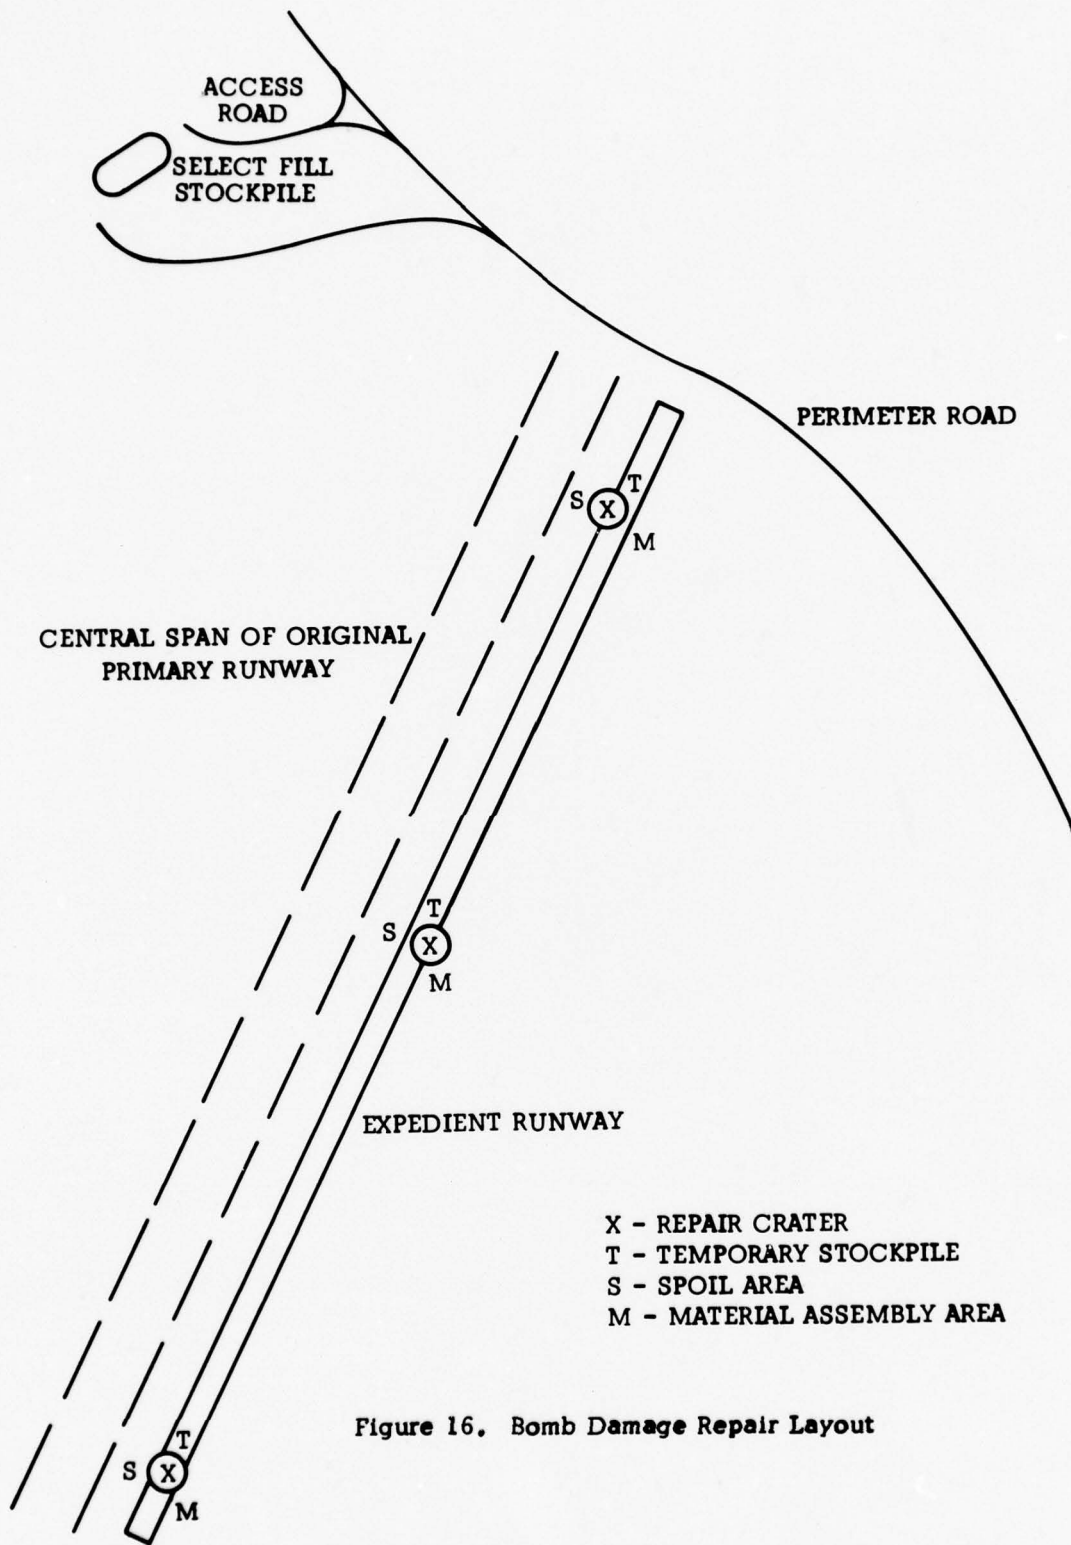 ACCESS
ROAD
SELECT FILL
STOCKPILE
PERIMETER ROAD
T
S
X
M
CENTRAL SPAN OF ORIGINAL
PRIMARY RUNWAY
T
S
X
M
EXPEDIENT RUNWAY
X - REPAIR CRATER
T - TEMPORARY STOCKPILE
S - SPOIL AREA
M - MATERIAL ASSEMBLY AREA
Figure 16. Bomb Damage Repair Layout
T
S
X
M